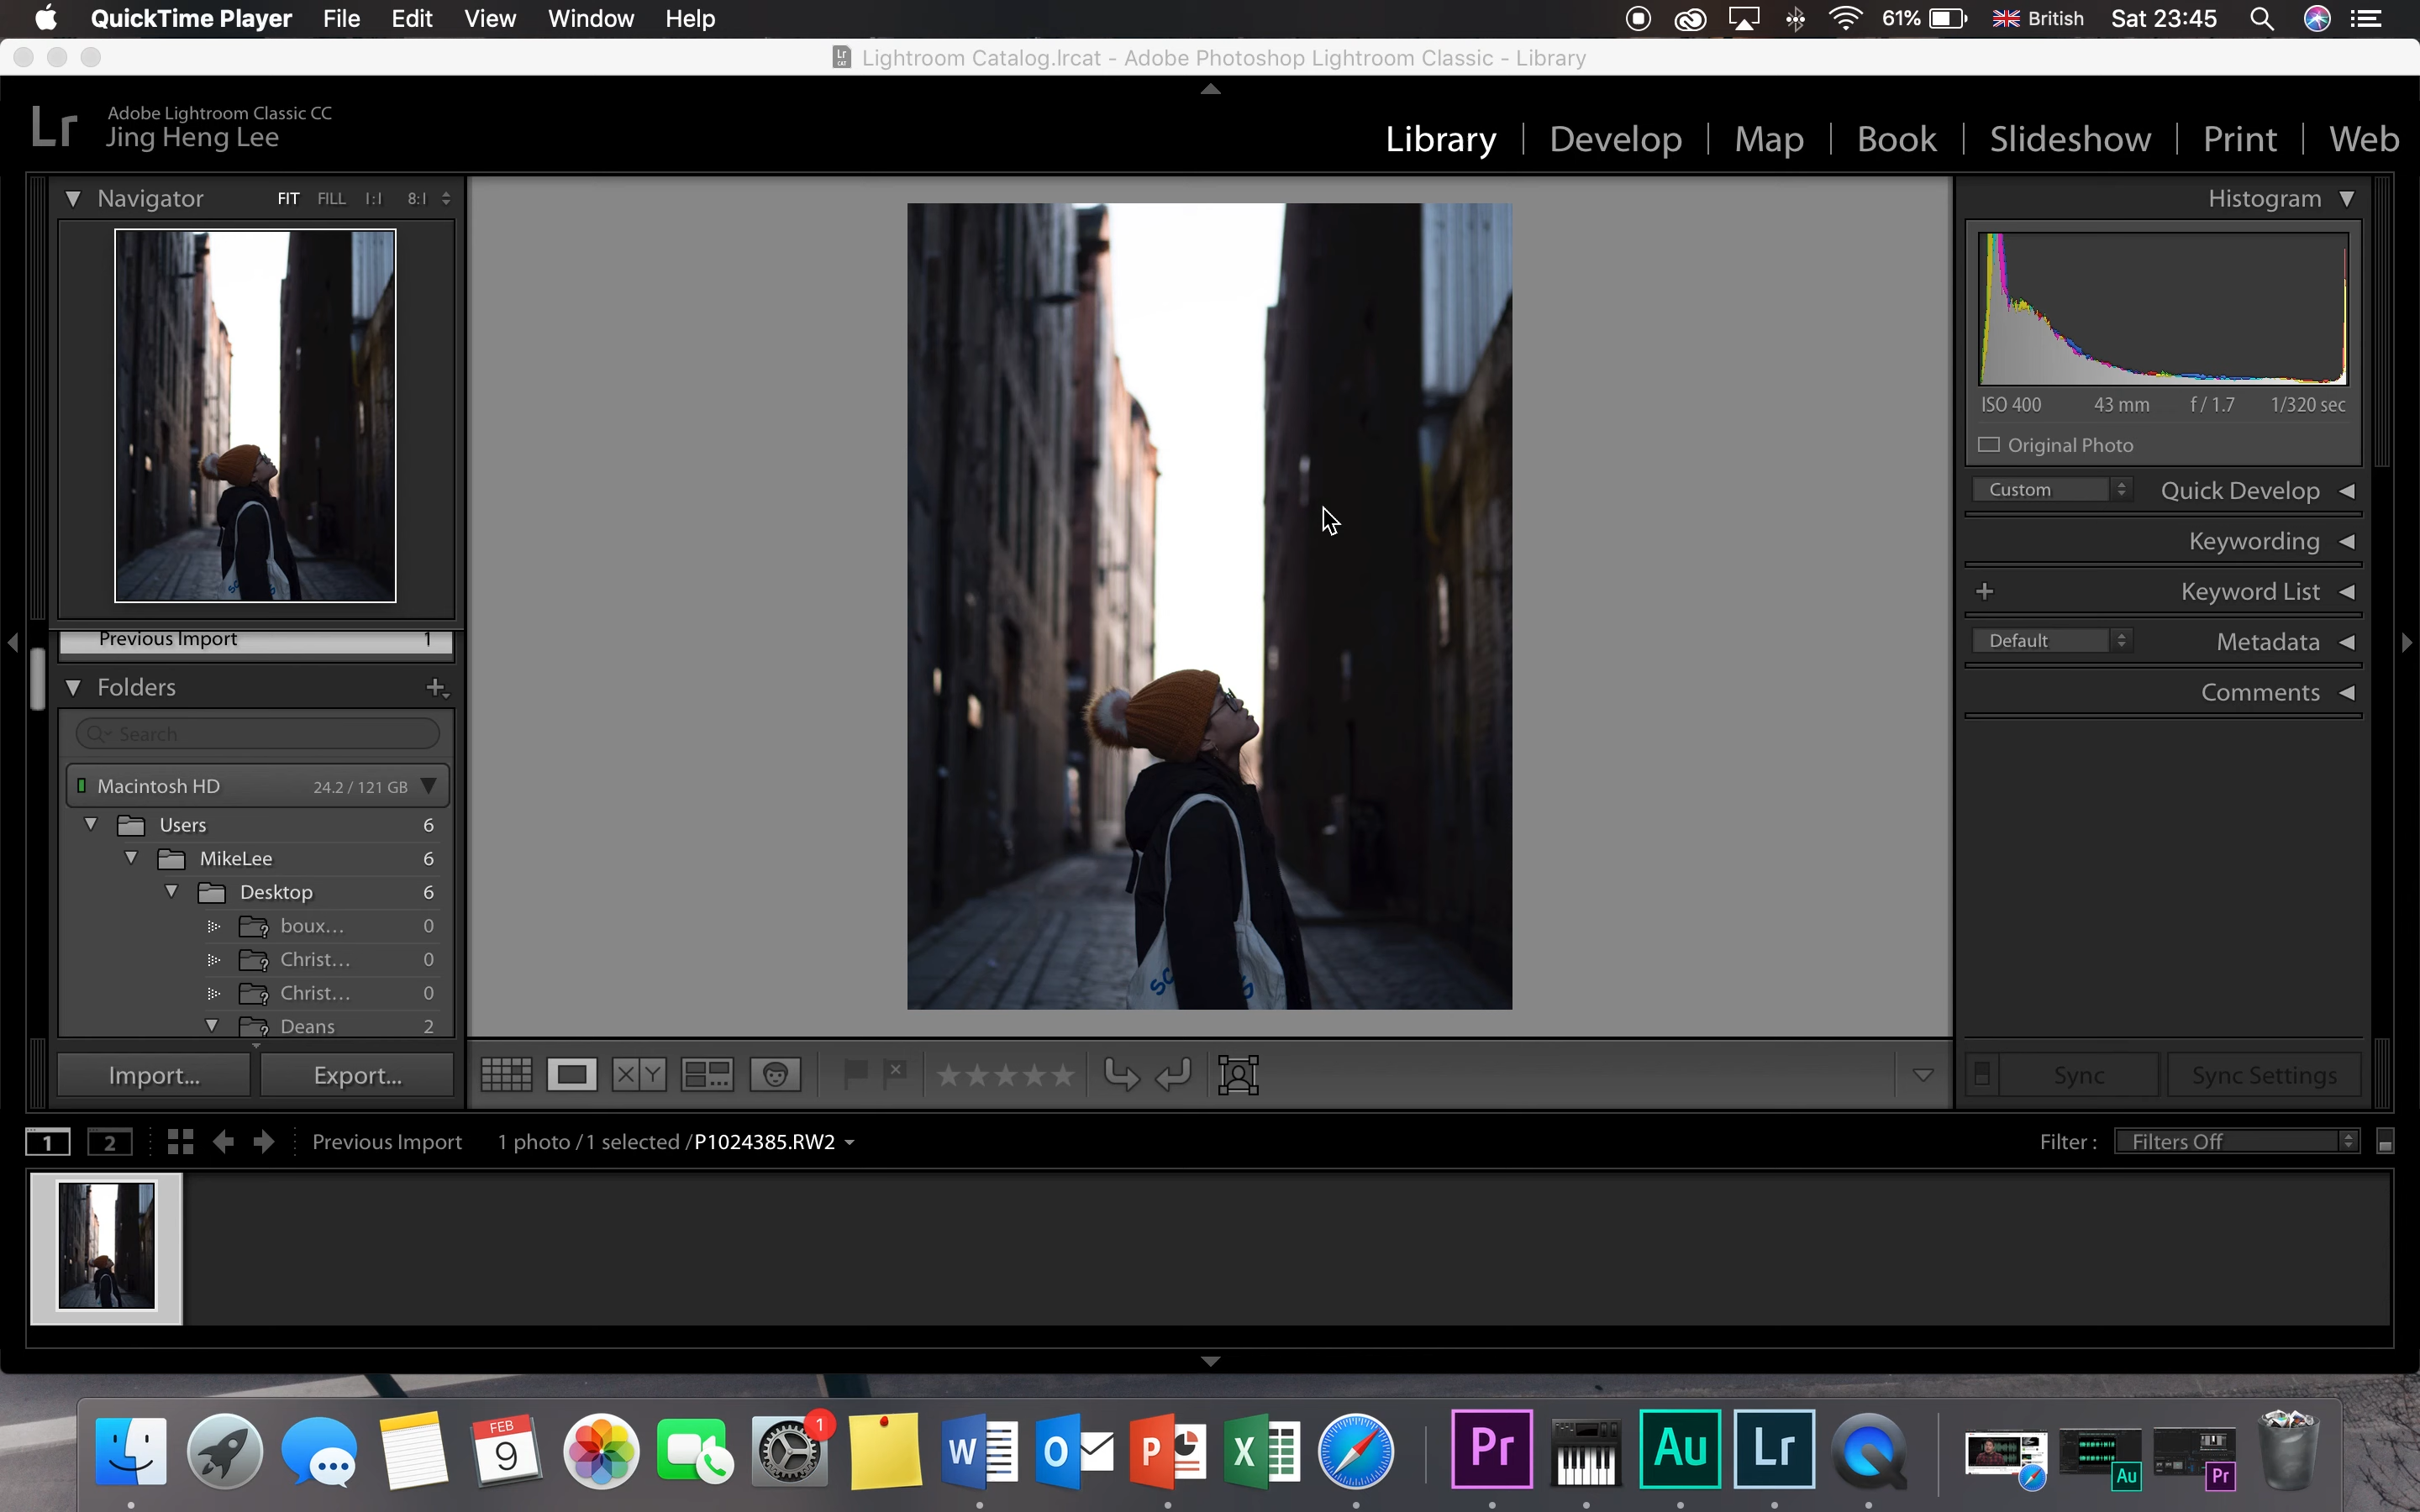 QuickTime Player File Edit View Window Help 61% British Sat 23:45
Lightroom Catalog.lrcat - Adobe Photoshop Lightroom Classic - Library
Lr Adobe Lightroom Classic CC
Jing Heng Lee
Library | Develop | Map | Book | Slideshow | Print | Web
Navigator FIT FILL 1:1 8:1
Histogram
ISO 400 43 mm f / 1.7 1/320 sec
Original Photo
Custom Quick Develop
Keywording
+ Keyword List
Default Metadata
Comments
Previous Import 1
Folders
Search
Macintosh HD 24.2 / 121 GB
Users 6
MikeLee 6
Desktop 6
boux... 0
Christ... 0
Christ... 0
Deans 2
Import... Export...
X Y
Sync Sync Settings
1 2 Previous Import 1 photo / 1 selected / P1024385.RW2
Filter : Filters Off
FEB
9
1
W O P X Pr Au Lr Au Pr